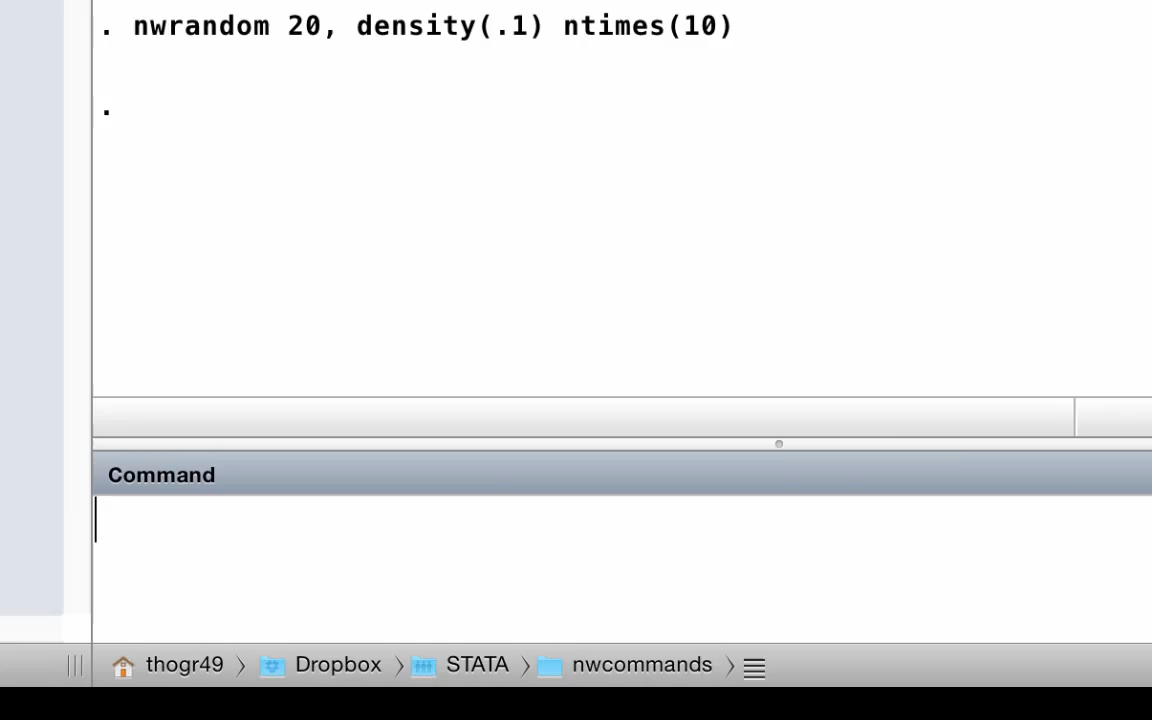 . nwrandom 20, density(.1) ntimes(10)
.
Command
thogr49 〉 Dropbox 〉 STATA 〉 nwcommands 〉